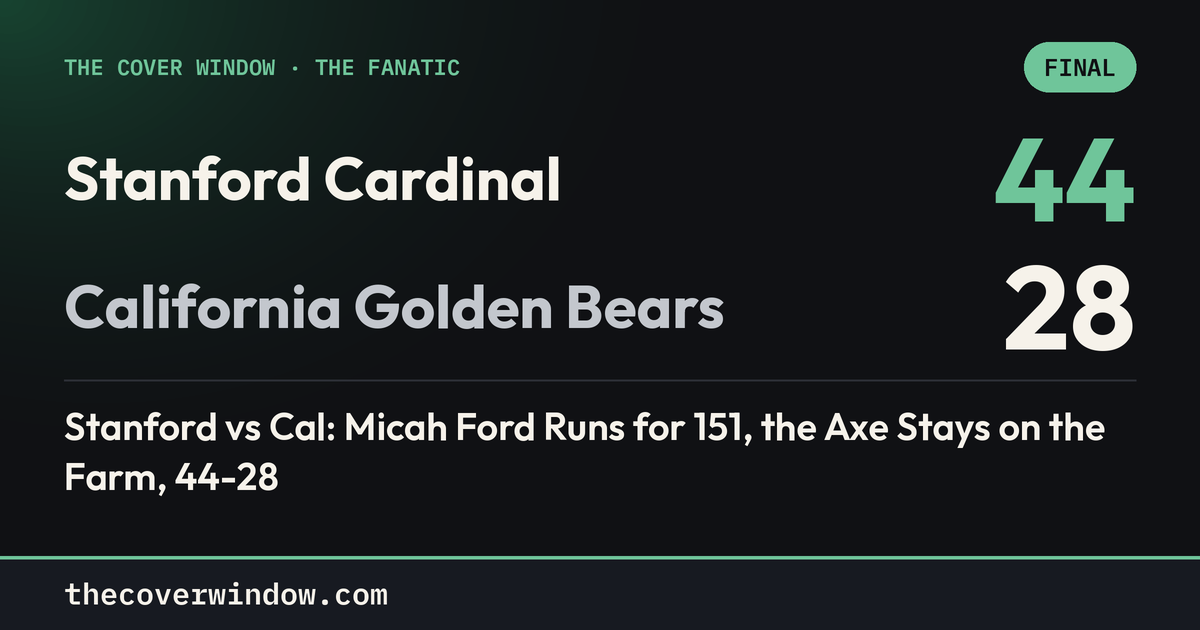 THE COVER WINDOW · THE FANATIC
FINAL
Stanford Cardinal
44
California Golden Bears
28
Stanford vs Cal: Micah Ford Runs for 151, the Axe Stays on the
Farm, 44-28
thecoverwindow.com